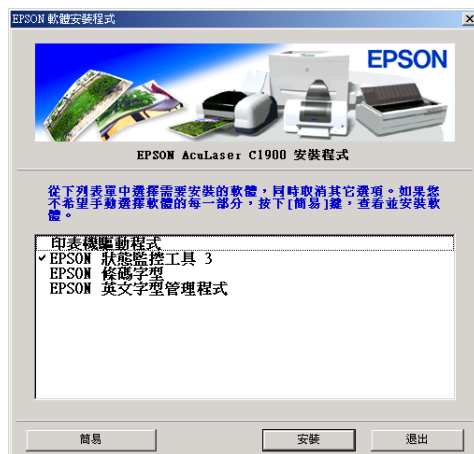 EPSON 軟體安裝程式
EPSON
EPSON AcuLaser C1900 安裝程式
從下列表單中選擇需要安裝的軟體，同時取消其它選項。如果您
不希望手動選擇軟體的每一部分，按下[簡易]鍵，查看並安裝軟
體。
印表機驅動程式
✓EPSON 狀態監控工具 3
EPSON 條碼字型
EPSON 英文字型管理程式
簡易 安裝 退出